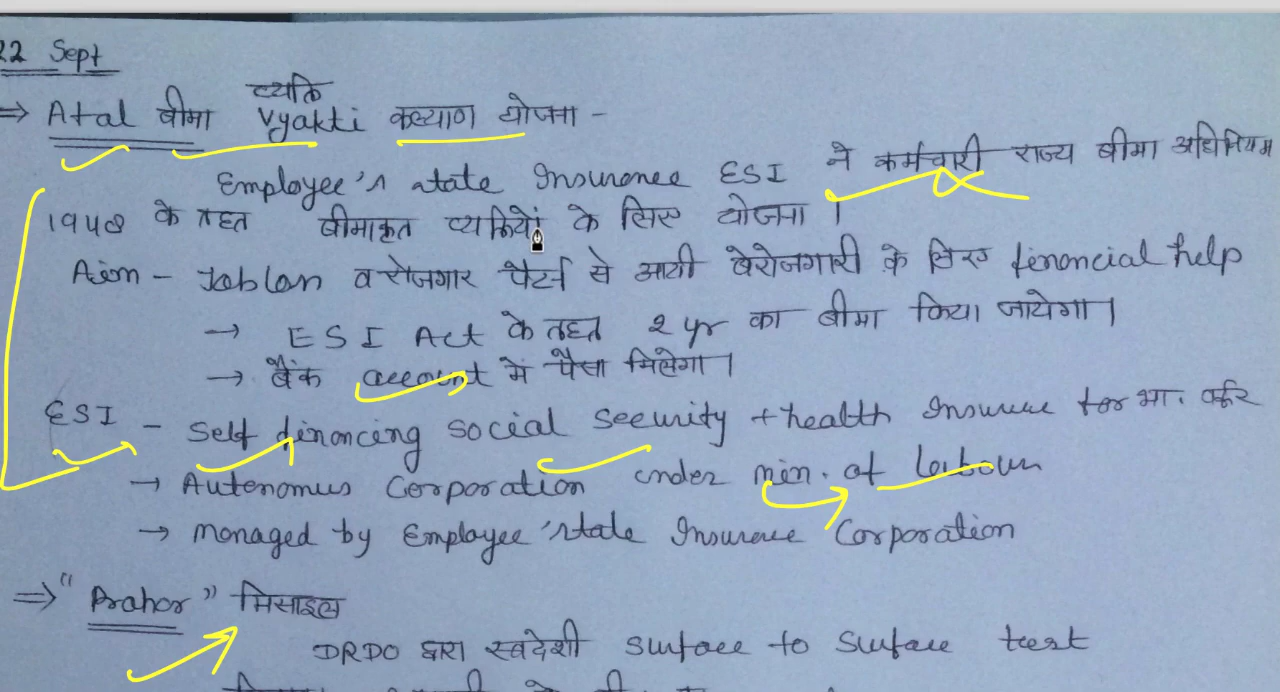 22 Sept
व्यक्ति
⇒ Atal बीमा Vyakti कल्याण योजना -
Employee's state Insurance ESI ने कर्मचारी राज्य बीमा अधिनियम
1948 के तहत बीमाकृत व्यक्तियों के लिए योजना।
Aim - Job loss व रोजगार पैटर्न से आयी बेरोजगारी के लिए financial help
→ ESI Act के तहत 2 yr का बीमा किया जायेगा।
→ बैंक account में पैसा मिलेगा।
ESI - Self financing social security + health Insurance for भा. वर्कर
→ Autonomus Corporation under min. of Labour
→ managed by Employee's state Insurance Corporation
⇒ "Prahar" मिसाइल
DRDO द्वारा स्वदेशी surface to surface test